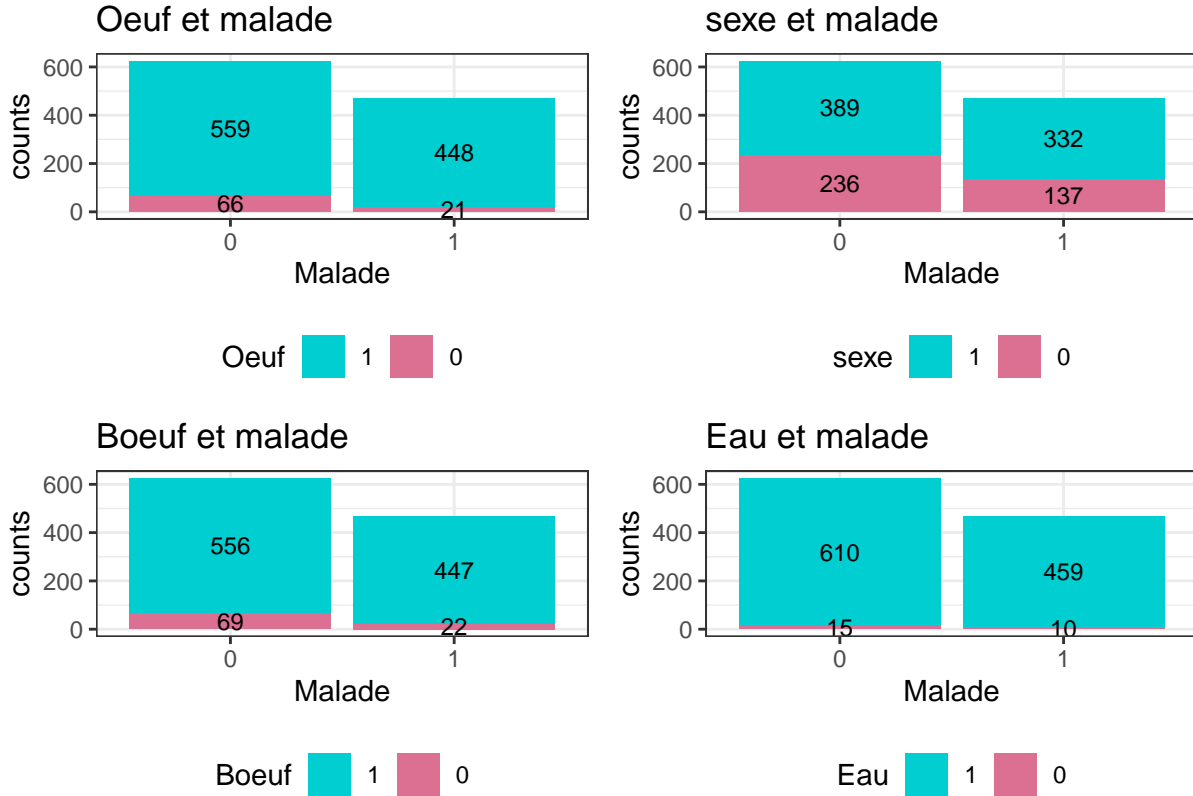 Oeuf et malade
600
400
200
0
counts
559
66
448
21
0
1
Malade
Oeuf 1 0
sexe et malade
600
400
200
0
counts
389
236
332
137
0
1
Malade
sexe 1 0
Boeuf et malade
600
400
200
0
counts
556
69
447
22
0
1
Malade
Boeuf 1 0
Eau et malade
600
400
200
0
counts
610
15
459
10
0
1
Malade
Eau 1 0